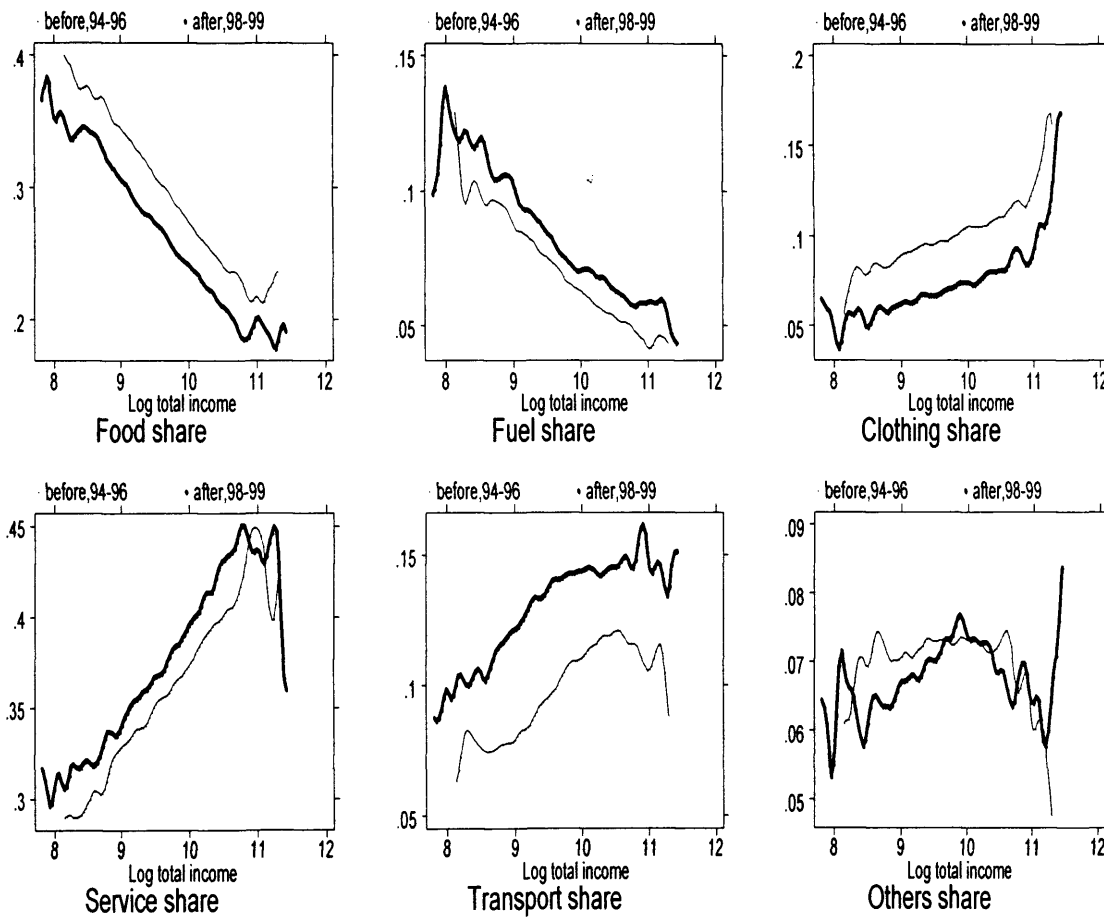 before,94-96 after,98-99
before,94-96 after,98-99
before,94-96 after,98-99
.4
.3
.2
8 9 10 11 12
Log total income
Food share
.15
.1
.05
8 9 10 11 12
Log total income
Fuel share
.2
.15
.1
.05
8 9 10 11 12
Log total income
Clothing share
before,94-96 after,98-99
before,94-96 after,98-99
before,94-96 after,98-99
.45
.4
.35
.3
8 9 10 11 12
Log total income
Service share
.15
.1
.05
8 9 10 11 12
Log total income
Transport share
.09
.08
.07
.06
.05
8 9 10 11 12
Log total income
Others share